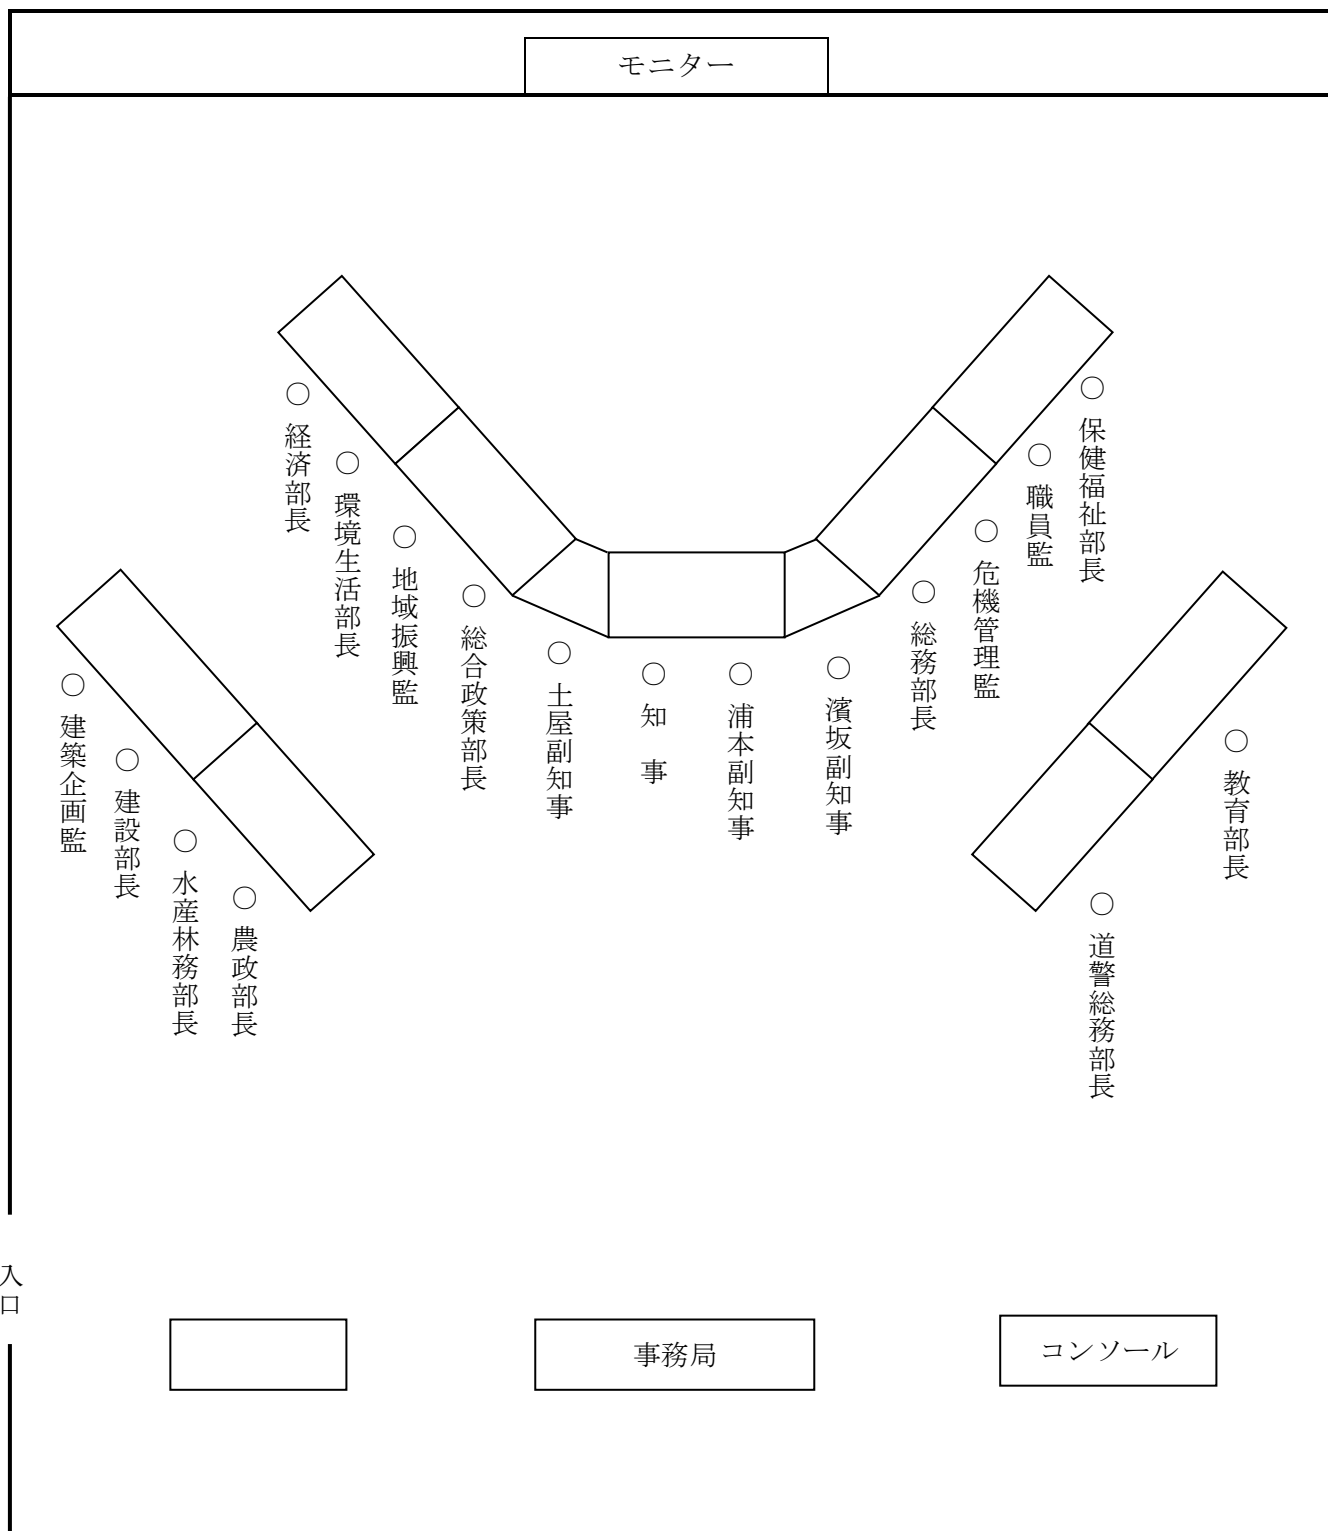 モニター
○ 経済部長
○ 環境生活部長
○ 地域振興監
○ 総合政策部長
○ 土屋副知事
○ 知 事
○ 浦本副知事
○ 濱坂副知事
○ 総務部長
○ 危機管理監
○ 職員監
○ 保健福祉部長
○ 建築企画監
○ 建設部長
○ 水産林務部長
○ 農政部長
○ 道警総務部長
○ 教育部長
入口
事務局
コンソール